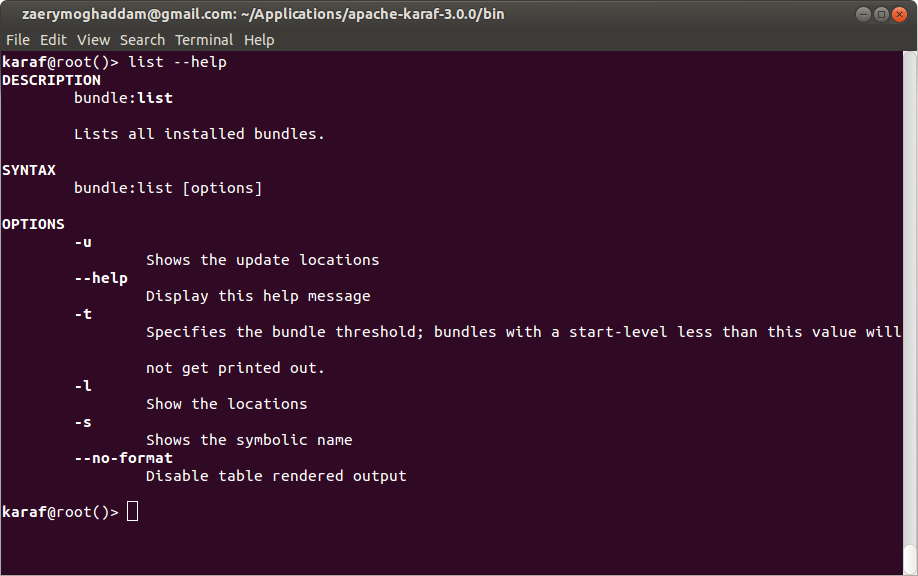 zaerymoghaddam@gmail.com: ~/Applications/apache-karaf-3.0.0/bin
File Edit View Search Terminal Help
karaf@root()> list --help
DESCRIPTION
bundle:list
Lists all installed bundles.
SYNTAX
bundle:list [options]
OPTIONS
-u
Shows the update locations
--help
Display this help message
-t
Specifies the bundle threshold; bundles with a start-level less than this value will
not get printed out.
-l
Show the locations
-s
Shows the symbolic name
--no-format
Disable table rendered output
karaf@root()>